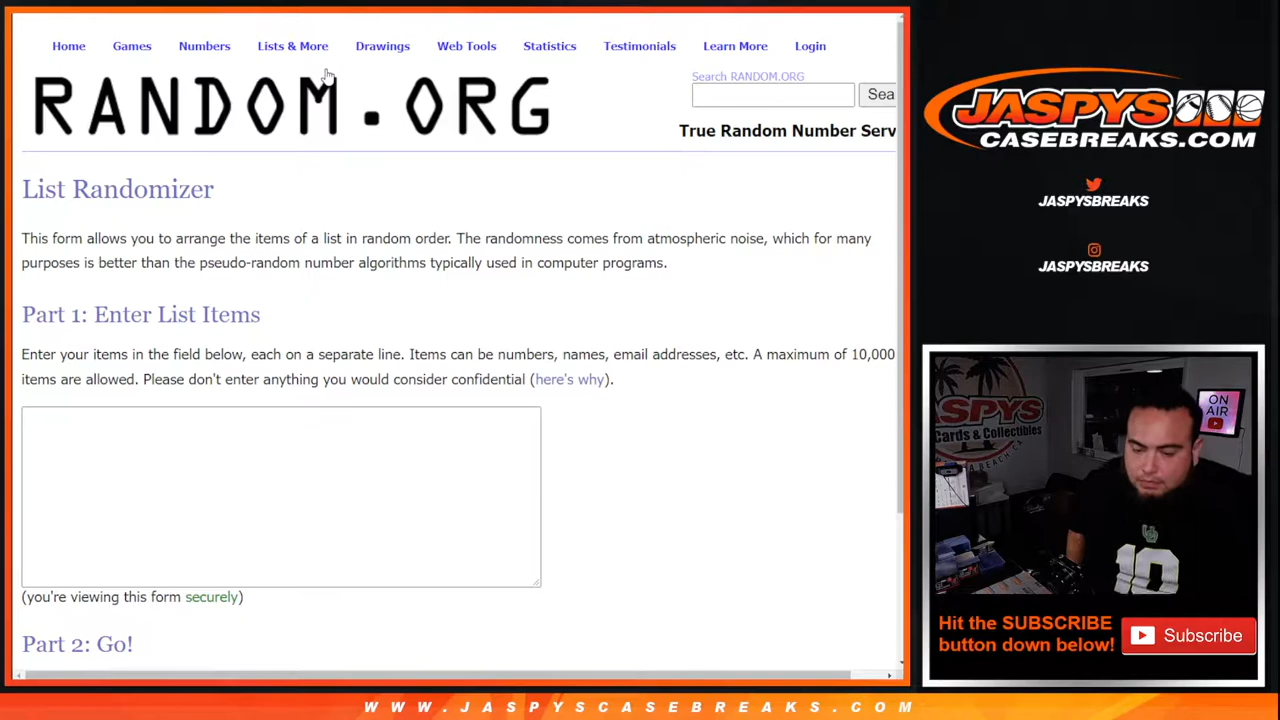 Home Games Numbers Lists & More Drawings Web Tools Statistics Testimonials Learn More Login
RANDOM.ORG
Search RANDOM.ORG
Sea
True Random Number Serv
List Randomizer
This form allows you to arrange the items of a list in random order. The randomness comes from atmospheric noise, which for many
purposes is better than the pseudo-random number algorithms typically used in computer programs.
Part 1: Enter List Items
Enter your items in the field below, each on a separate line. Items can be numbers, names, email addresses, etc. A maximum of 10,000
items are allowed. Please don't enter anything you would consider confidential (here's why).
(you're viewing this form securely)
Part 2: Go!
JASPYS
CASEBREAKS.COM
JASPYSBREAKS
JASPYSBREAKS
ON
AIR
ASPYS
Cards & Collectibles
10
Hit the SUBSCRIBE
button down below!
Subscribe
WWW.JASPYSCASEBREAKS.COM